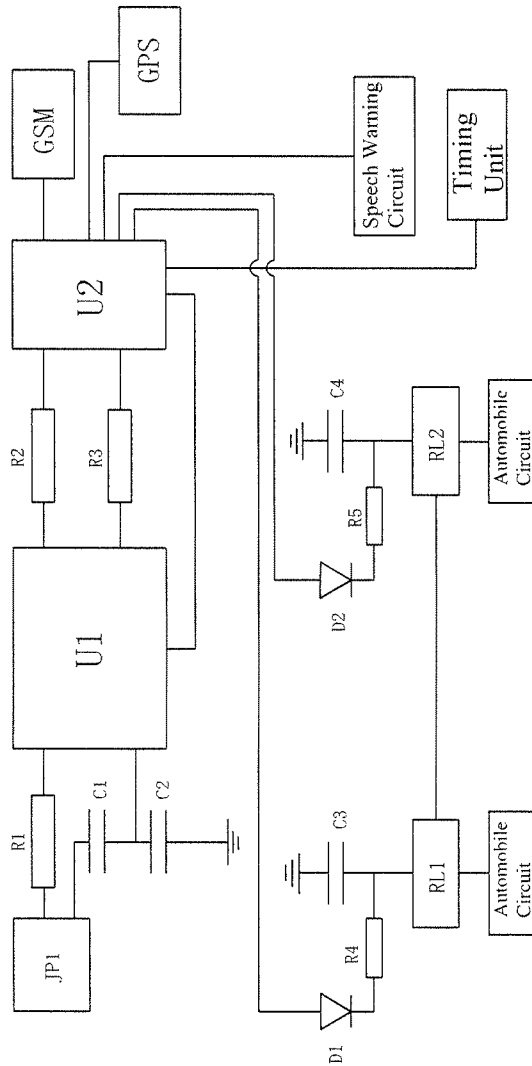 JP1
R1
C1
C2
U1
R2
R3
U2
GSM
GPS
Speech Warning
Circuit
Timing
Unit
D1
R4
C3
RL1
Automobile
Circuit
D2
R5
C4
RL2
Automobile
Circuit